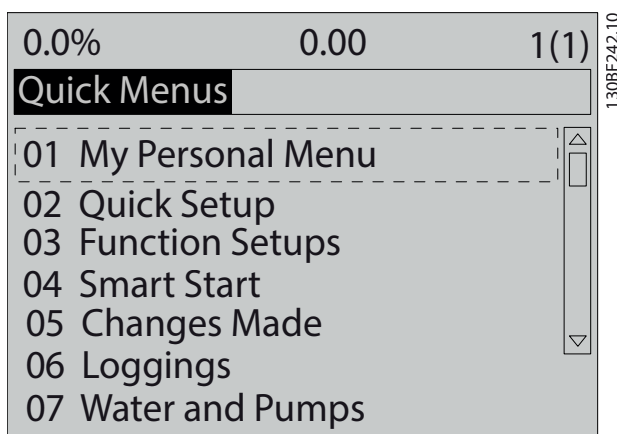 0.0% 0.00 1(1)
Quick Menus
01 My Personal Menu
02 Quick Setup
03 Function Setups
04 Smart Start
05 Changes Made
06 Loggings
07 Water and Pumps
130BF242.10